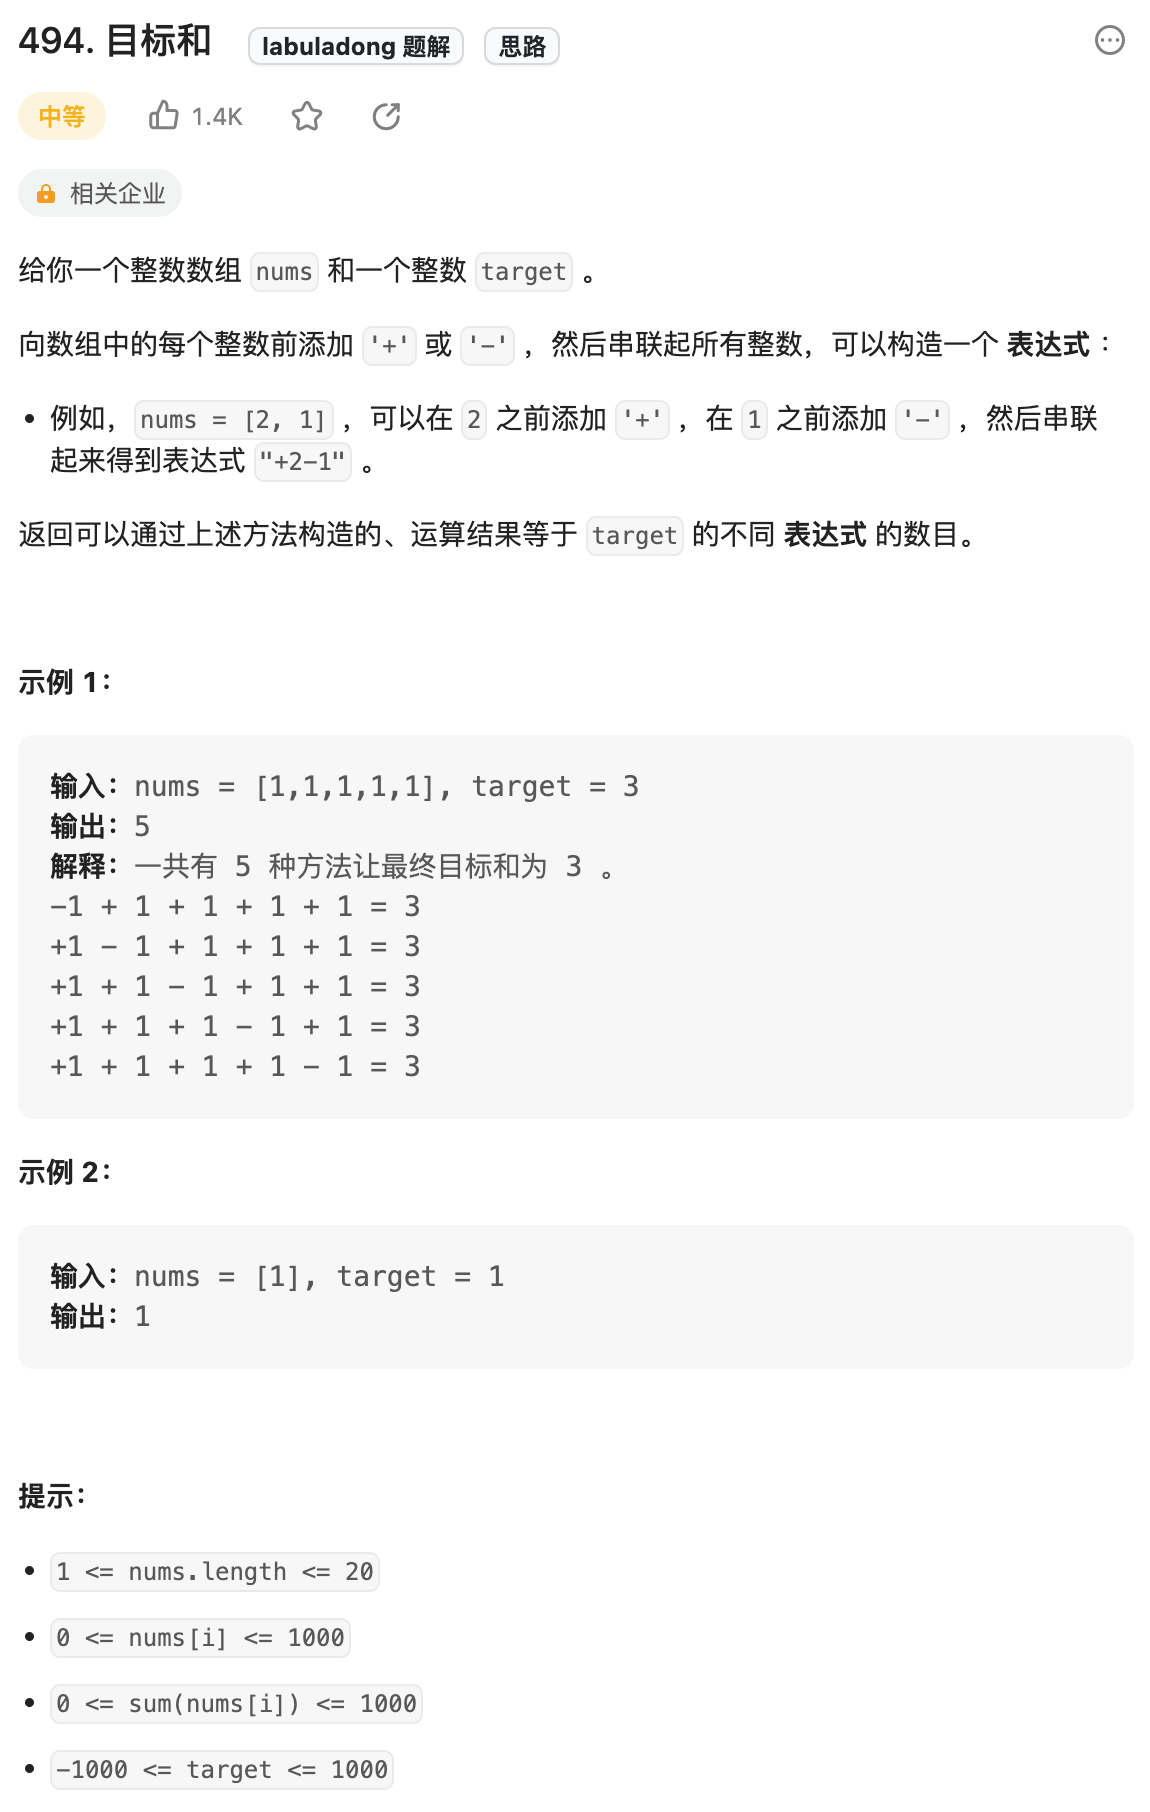 494. 目标和 labuladong 题解 思路
中等 1.4K
相关企业
给你一个整数数组 nums 和一个整数 target 。
向数组中的每个整数前添加 '+' 或 '-' ，然后串联起所有整数，可以构造一个 表达式 ：
• 例如，nums = [2, 1] ，可以在 2 之前添加 '+' ，在 1 之前添加 '-' ，然后串联
起来得到表达式 "+2-1" 。
返回可以通过上述方法构造的、运算结果等于 target 的不同 表达式 的数目。
示例 1：
输入：nums = [1,1,1,1,1], target = 3
输出：5
解释：一共有 5 种方法让最终目标和为 3 。
-1 + 1 + 1 + 1 + 1 = 3
+1 - 1 + 1 + 1 + 1 = 3
+1 + 1 - 1 + 1 + 1 = 3
+1 + 1 + 1 - 1 + 1 = 3
+1 + 1 + 1 + 1 - 1 = 3
示例 2：
输入：nums = [1], target = 1
输出：1
提示：
• 1 <= nums.length <= 20
• 0 <= nums[i] <= 1000
• 0 <= sum(nums[i]) <= 1000
• -1000 <= target <= 1000